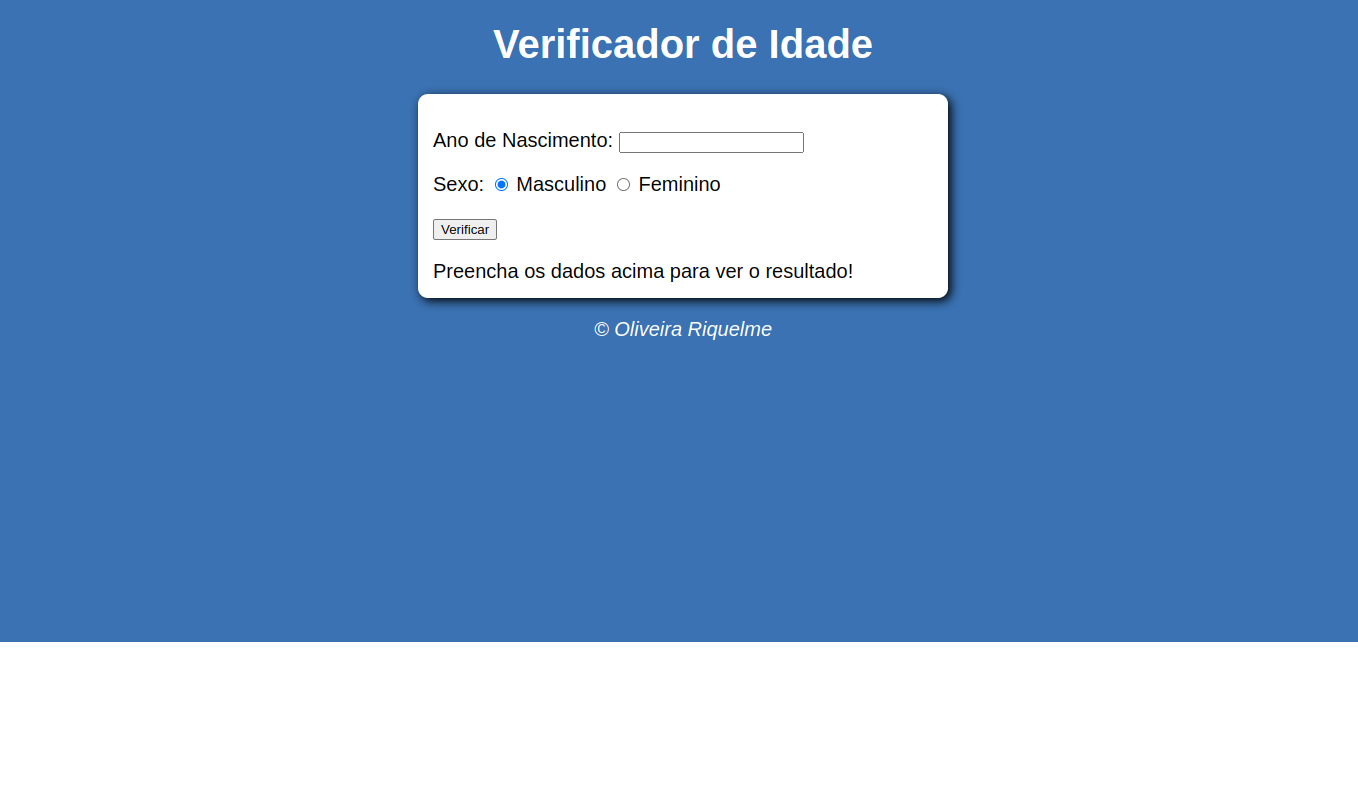 Verificador de Idade
Ano de Nascimento:
Sexo: Masculino Feminino
Verificar
Preencha os dados acima para ver o resultado!
© Oliveira Riquelme